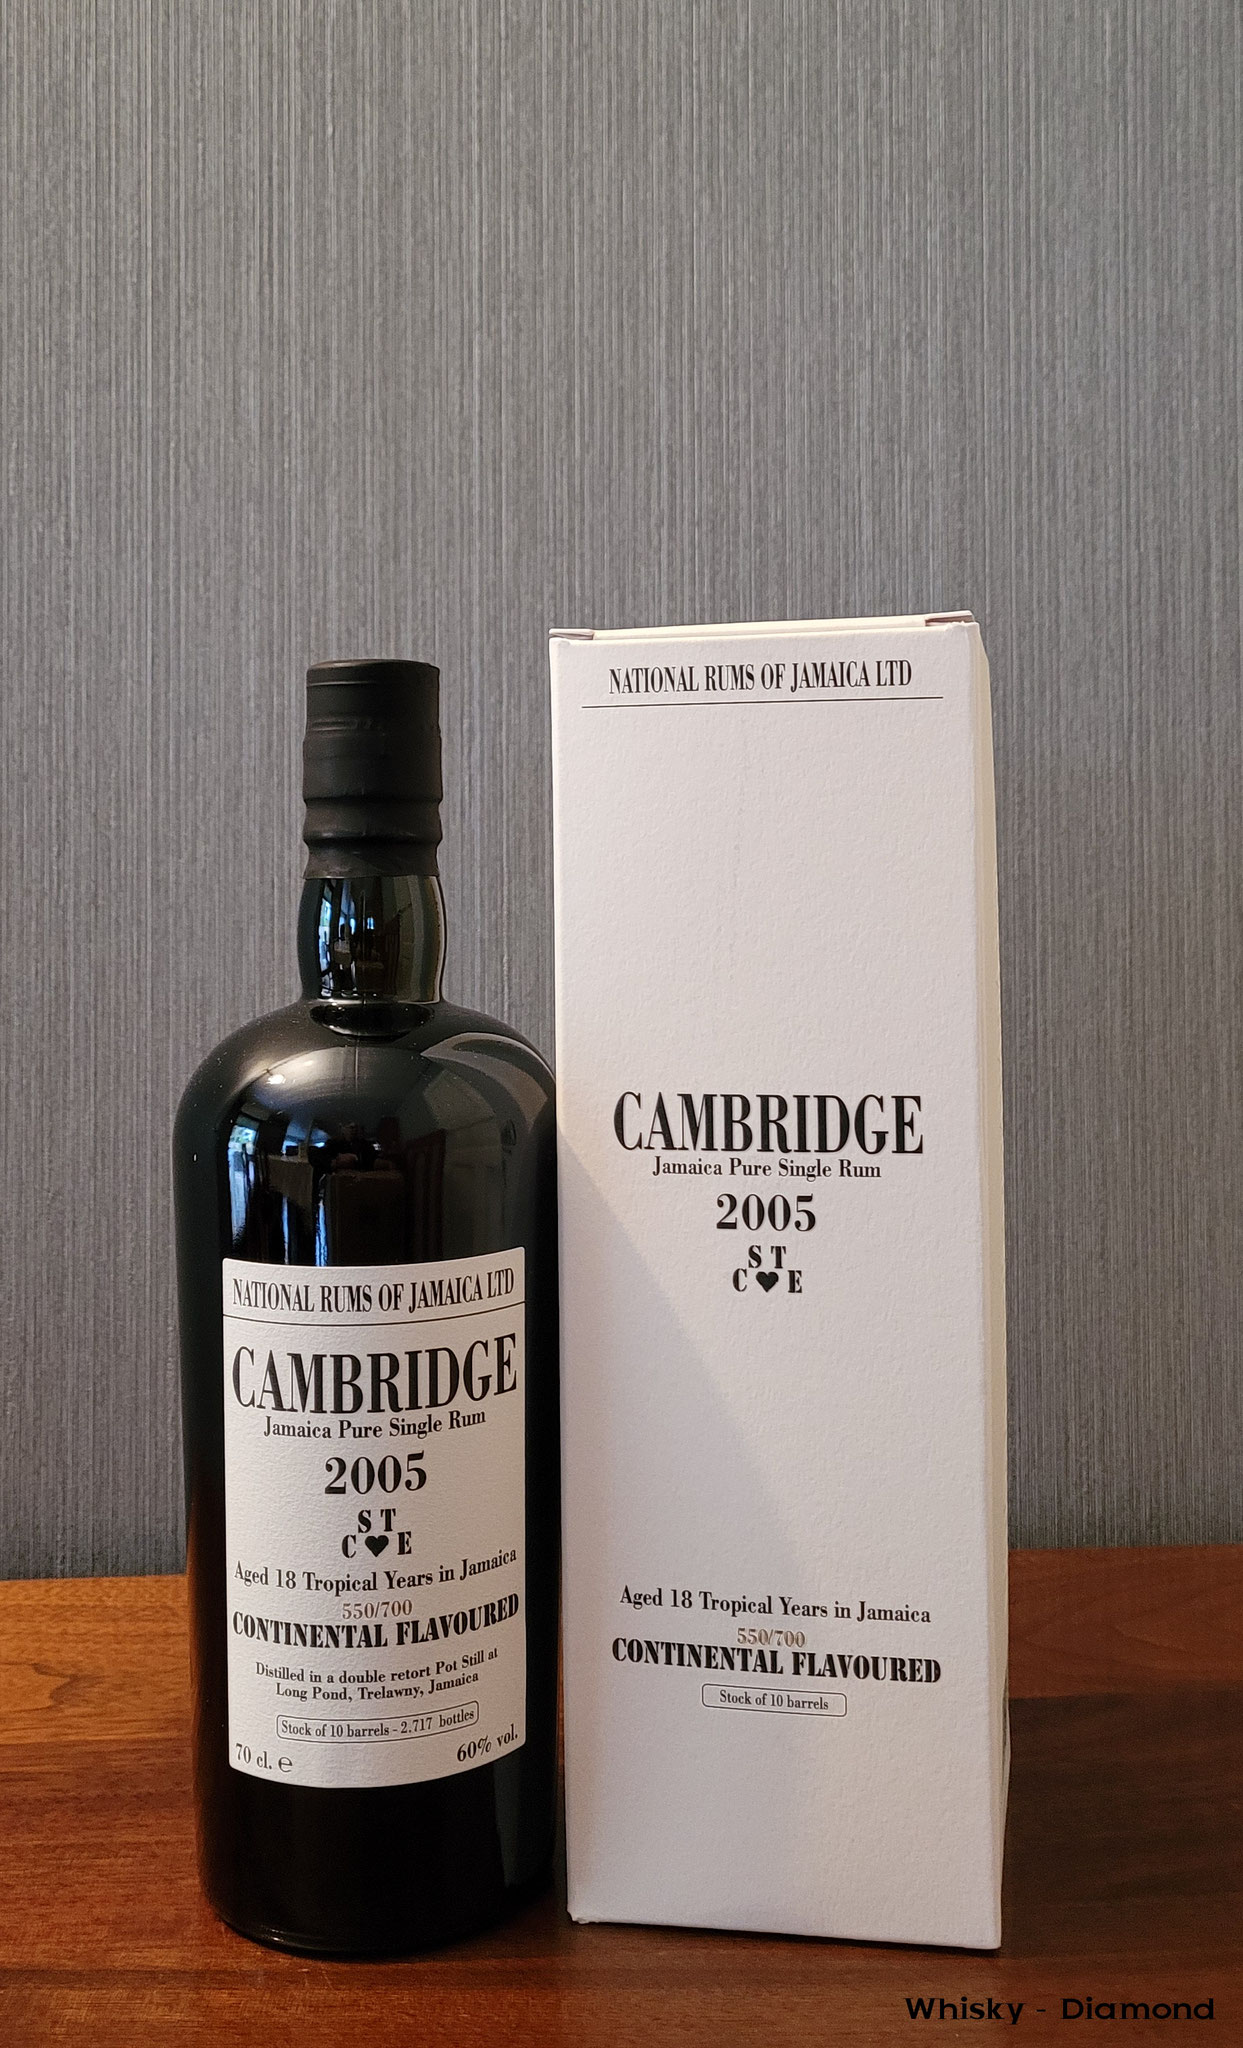 NATIONAL RUMS OF JAMAICA LTD
CAMBRIDGE
Jamaica Pure Single Rum
2005
S T
C ♥ E
Aged 18 Tropical Years in Jamaica
550/700
CONTINENTAL FLAVOURED
Distilled in a double retort Pot Still at
Long Pond, Trelawny, Jamaica
Stock of 10 barrels - 2.717 bottles
70 cl. ℮ 60% vol.
NATIONAL RUMS OF JAMAICA LTD
CAMBRIDGE
Jamaica Pure Single Rum
2005
S T
C ♥ E
Aged 18 Tropical Years in Jamaica
550/700
CONTINENTAL FLAVOURED
Stock of 10 barrels
Whisky - Diamond